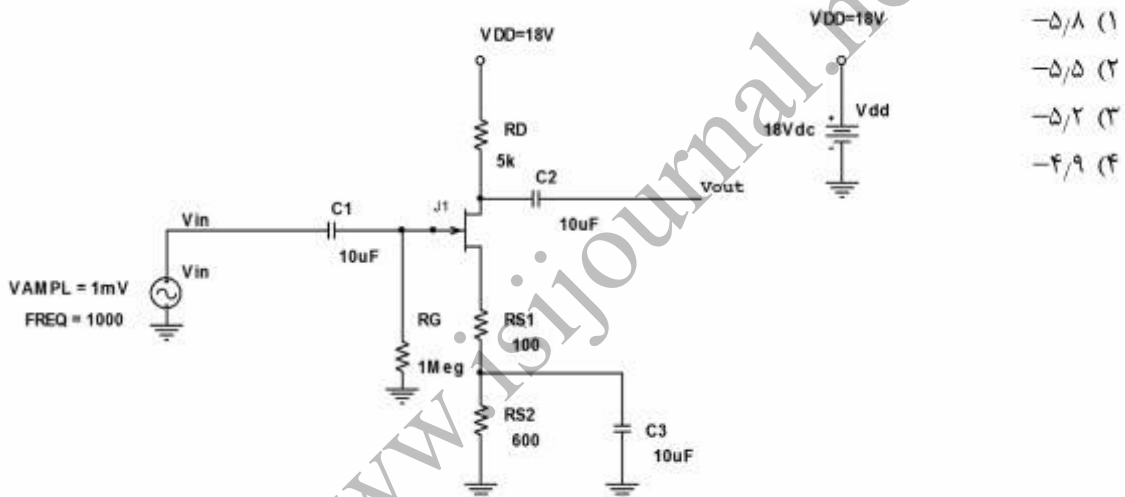 VDD=18V
VDD=18V
RD
5k
18Vdc
Vdd
C2
Vout
10uF
J1
C1
10uF
Vin
Vin
VAMPL = 1mV
FREQ = 1000
RG
1Meg
RS1
100
RS2
600
C3
10uF
۱) −۵٫۸
۲) −۵٫۵
۳) −۵٫۲
۴) −۴٫۹
www.isijournal.